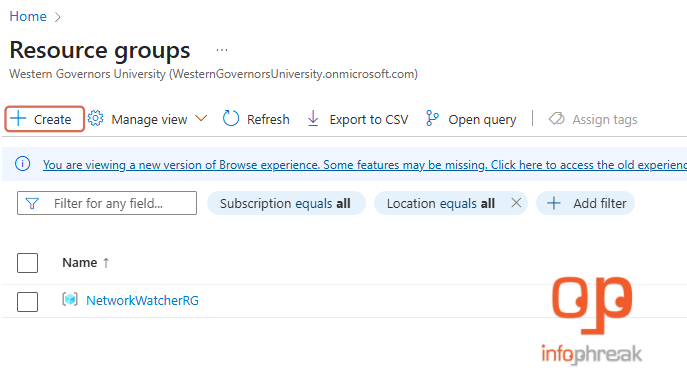 Home >
Resource groups ...
Western Governors University (WesternGovernorsUniversity.onmicrosoft.com)
+ Create Manage view Refresh Export to CSV Open query Assign tags
You are viewing a new version of Browse experience. Some features may be missing. Click here to access the old experience
Filter for any field... Subscription equals all Location equals all × + Add filter
Name ↑
NetworkWatcherRG
infophreak